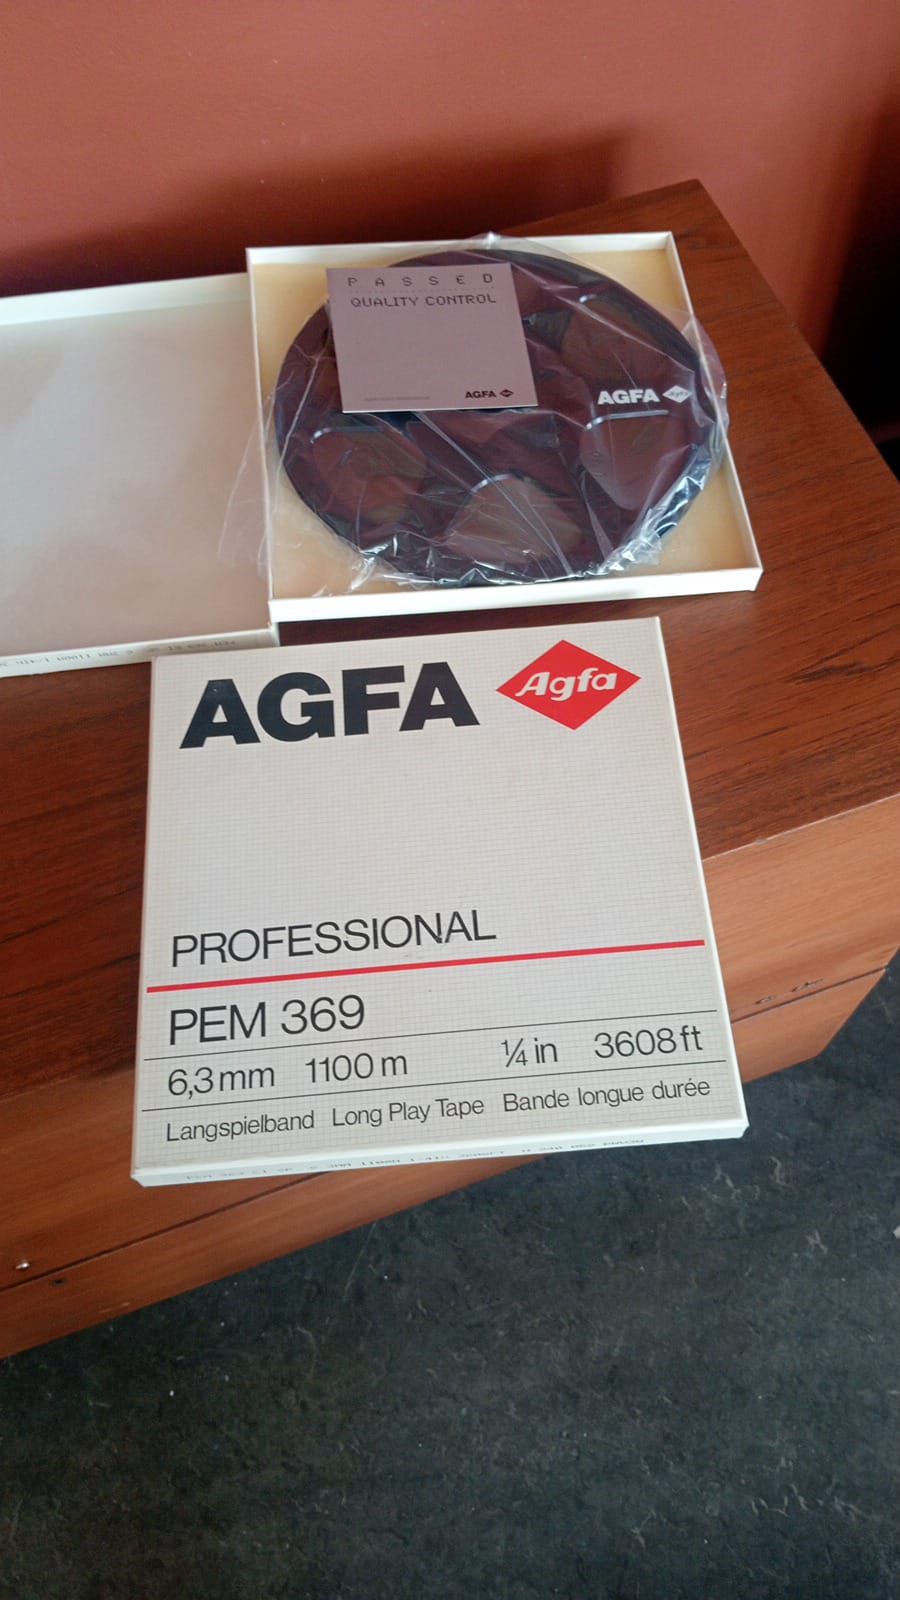 PASSED
QUALITY CONTROL
AGFA
AGFA Agfa
AGFA Agfa
PROFESSIONAL
PEM 369
6,3 mm 1100 m ¼ in 3608 ft
Langspielband Long Play Tape Bande longue durée